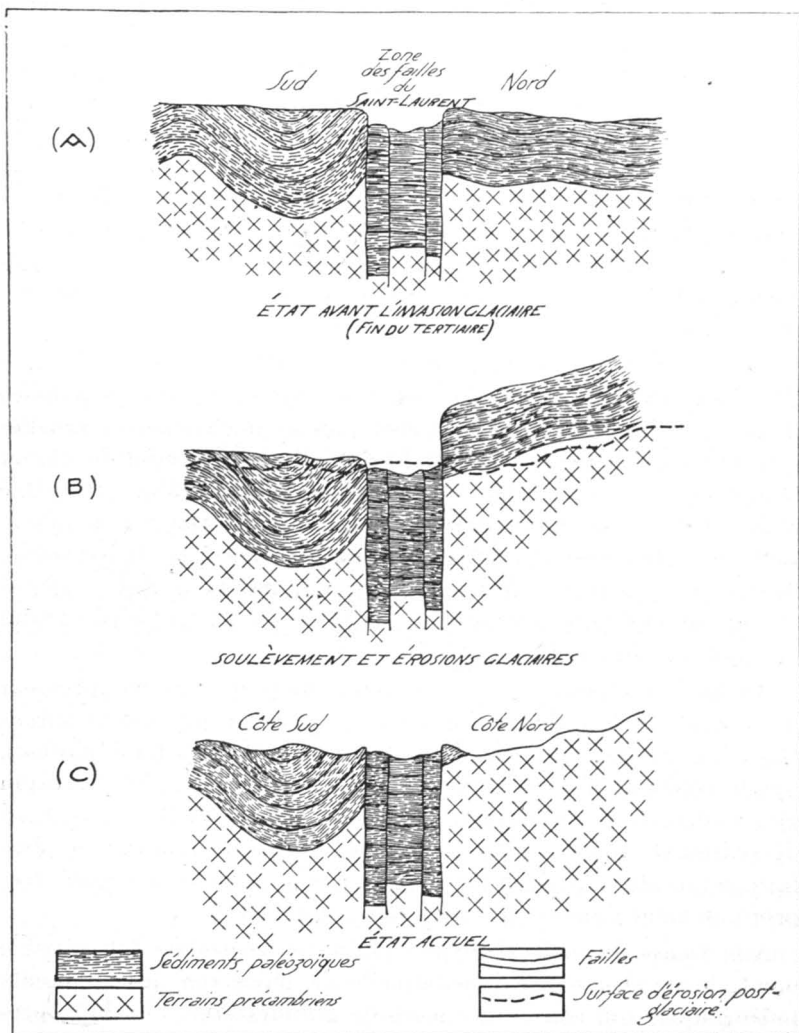 Zone
des failles
du
Sud SAINT-LAURENT Nord
(A)
ÉTAT AVANT L'INVASION GLACIAIRE
(FIN DU TERTIAIRE)
(B)
SOULÈVEMENT ET ÉROSIONS GLACIAIRES
Côte Sud Côte Nord
(C)
ÉTAT ACTUEL
Sédiments paléozoïques
Failles
Terrains précambriens
Surface d'érosion post-
glaciaire.